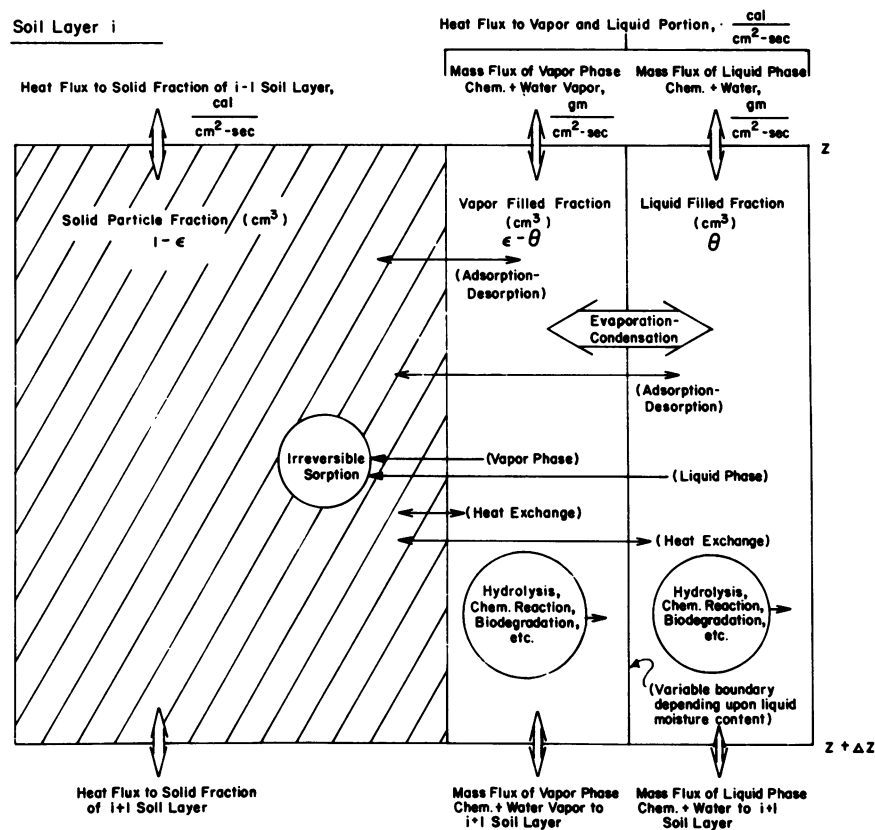 Soil Layer i
Heat Flux to Vapor and Liquid Portion, · cal
cm²-sec
Heat Flux to Solid Fraction of i-1 Soil Layer,
cal
cm²-sec
Mass Flux of Vapor Phase
Chem. + Water Vapor,
gm
cm²-sec
Mass Flux of Liquid Phase
Chem. + Water,
gm
cm²-sec
Z
Solid Particle Fraction (cm³)
1 - ϵ
Vapor Filled Fraction
(cm³)
ϵ - θ
Liquid Filled Fraction
(cm³)
θ
(Adsorption-
Desorption)
Evaporation-
Condensation
(Adsorption-
Desorption)
Irreversible
Sorption
(Vapor Phase)
(Liquid Phase)
(Heat Exchange)
(Heat Exchange)
Hydrolysis,
Chem. Reaction,
Biodegradation,
etc.
Hydrolysis,
Chem. Reaction,
Biodegradation,
etc.
(Variable boundary
depending upon liquid
moisture content)
Z + ΔZ
Heat Flux to Solid Fraction
of i+1 Soil Layer
Mass Flux of Vapor Phase
Chem. + Water Vapor to
i+1 Soil Layer
Mass Flux of Liquid Phase
Chem. + Water to i+1
Soil Layer